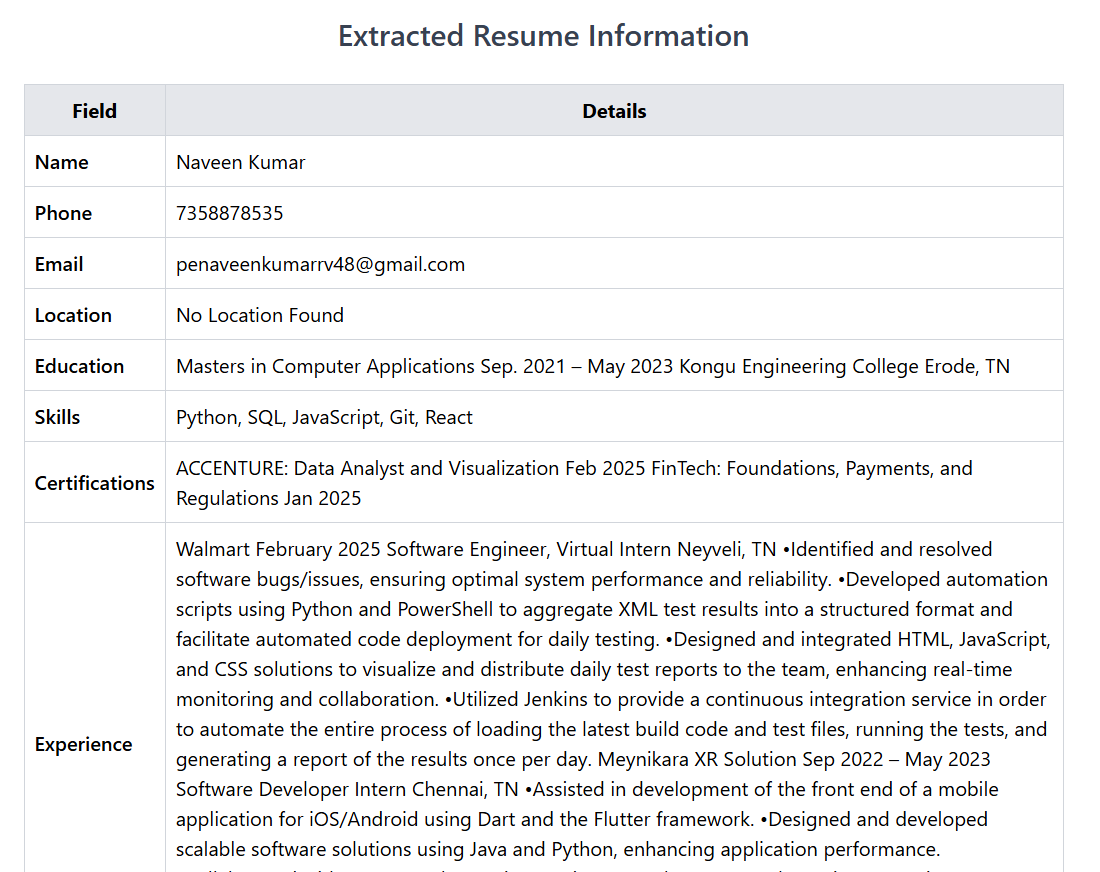 Extracted Resume Information
Field Details
Name Naveen Kumar
Phone 7358878535
Email penaveenkumarrv48@gmail.com
Location No Location Found
Education Masters in Computer Applications Sep. 2021 – May 2023 Kongu Engineering College Erode, TN
Skills Python, SQL, JavaScript, Git, React
Certifications ACCENTURE: Data Analyst and Visualization Feb 2025 FinTech: Foundations, Payments, and
Regulations Jan 2025
Experience Walmart February 2025 Software Engineer, Virtual Intern Neyveli, TN •Identified and resolved
software bugs/issues, ensuring optimal system performance and reliability. •Developed automation
scripts using Python and PowerShell to aggregate XML test results into a structured format and
facilitate automated code deployment for daily testing. •Designed and integrated HTML, JavaScript,
and CSS solutions to visualize and distribute daily test reports to the team, enhancing real-time
monitoring and collaboration. •Utilized Jenkins to provide a continuous integration service in order
to automate the entire process of loading the latest build code and test files, running the tests, and
generating a report of the results once per day. Meynikara XR Solution Sep 2022 – May 2023
Software Developer Intern Chennai, TN •Assisted in development of the front end of a mobile
application for iOS/Android using Dart and the Flutter framework. •Designed and developed
scalable software solutions using Java and Python, enhancing application performance.